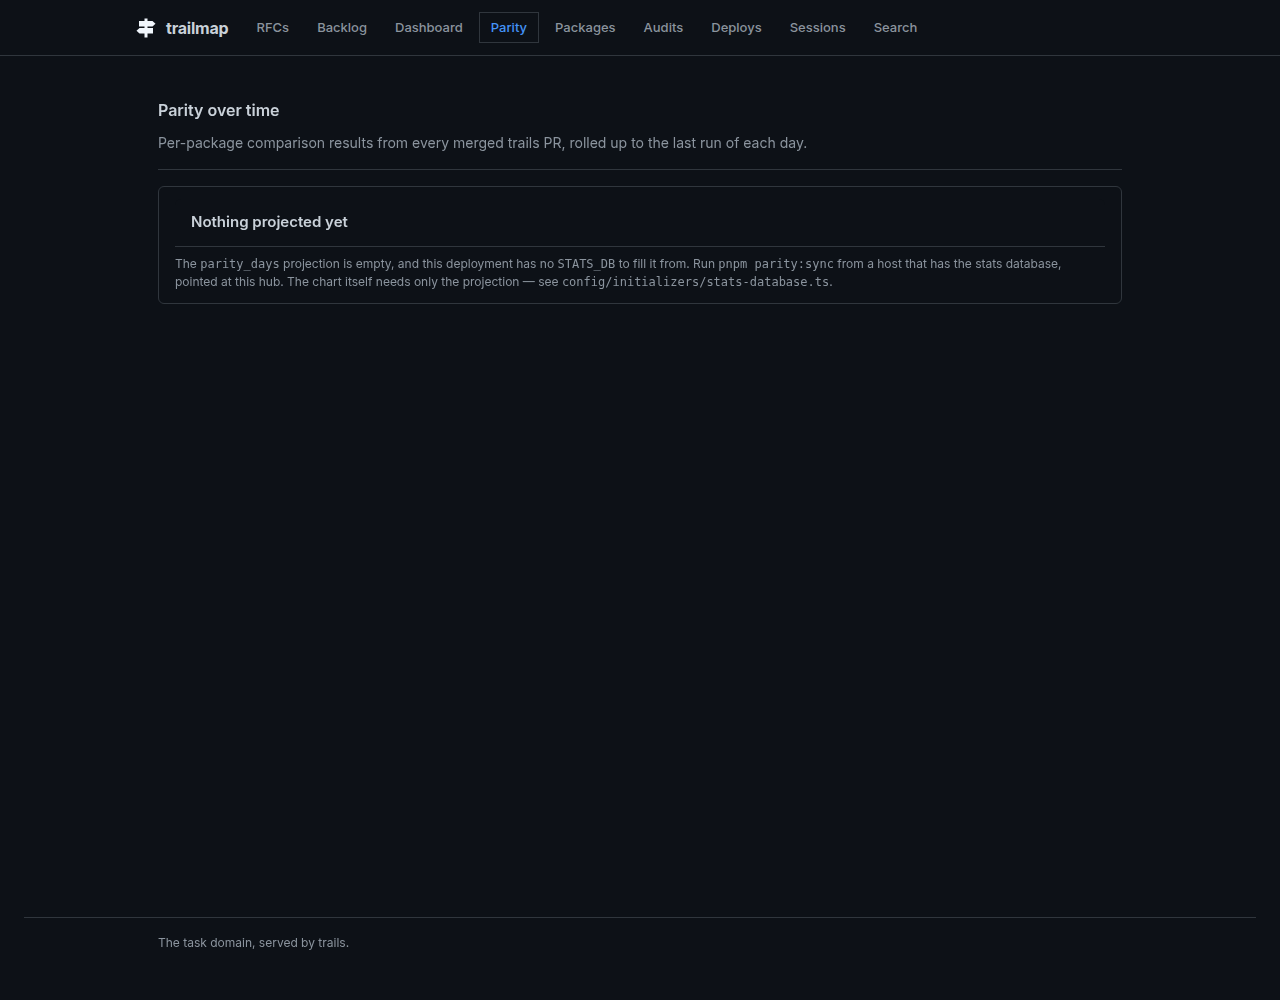 trailmap RFCs Backlog Dashboard Parity Packages Audits Deploys Sessions Search
Parity over time
Per-package comparison results from every merged trails PR, rolled up to the last run of each day.
Nothing projected yet
The parity_days projection is empty, and this deployment has no STATS_DB to fill it from. Run pnpm parity:sync from a host that has the stats database,
pointed at this hub. The chart itself needs only the projection — see config/initializers/stats-database.ts.
The task domain, served by trails.